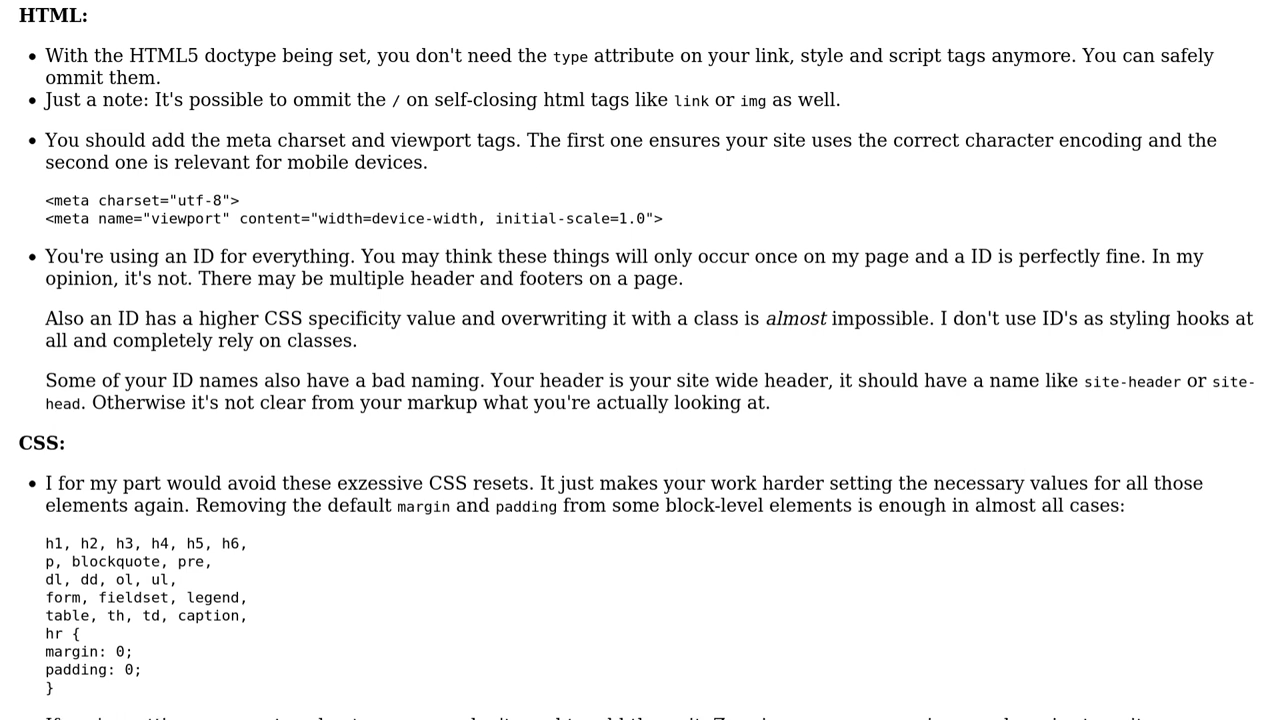 HTML:
• With the HTML5 doctype being set, you don't need the type attribute on your link, style and script tags anymore. You can safely
ommit them.
• Just a note: It's possible to ommit the / on self-closing html tags like link or img as well.
• You should add the meta charset and viewport tags. The first one ensures your site uses the correct character encoding and the
second one is relevant for mobile devices.
<meta charset="utf-8">
<meta name="viewport" content="width=device-width, initial-scale=1.0">
• You're using an ID for everything. You may think these things will only occur once on my page and a ID is perfectly fine. In my
opinion, it's not. There may be multiple header and footers on a page.
Also an ID has a higher CSS specificity value and overwriting it with a class is almost impossible. I don't use ID's as styling hooks at
all and completely rely on classes.
Some of your ID names also have a bad naming. Your header is your site wide header, it should have a name like site-header or site-
head. Otherwise it's not clear from your markup what you're actually looking at.
CSS:
• I for my part would avoid these exzessive CSS resets. It just makes your work harder setting the necessary values for all those
elements again. Removing the default margin and padding from some block-level elements is enough in almost all cases:
h1, h2, h3, h4, h5, h6,
p, blockquote, pre,
dl, dd, ol, ul,
form, fieldset, legend,
table, th, td, caption,
hr {
margin: 0;
padding: 0;
}